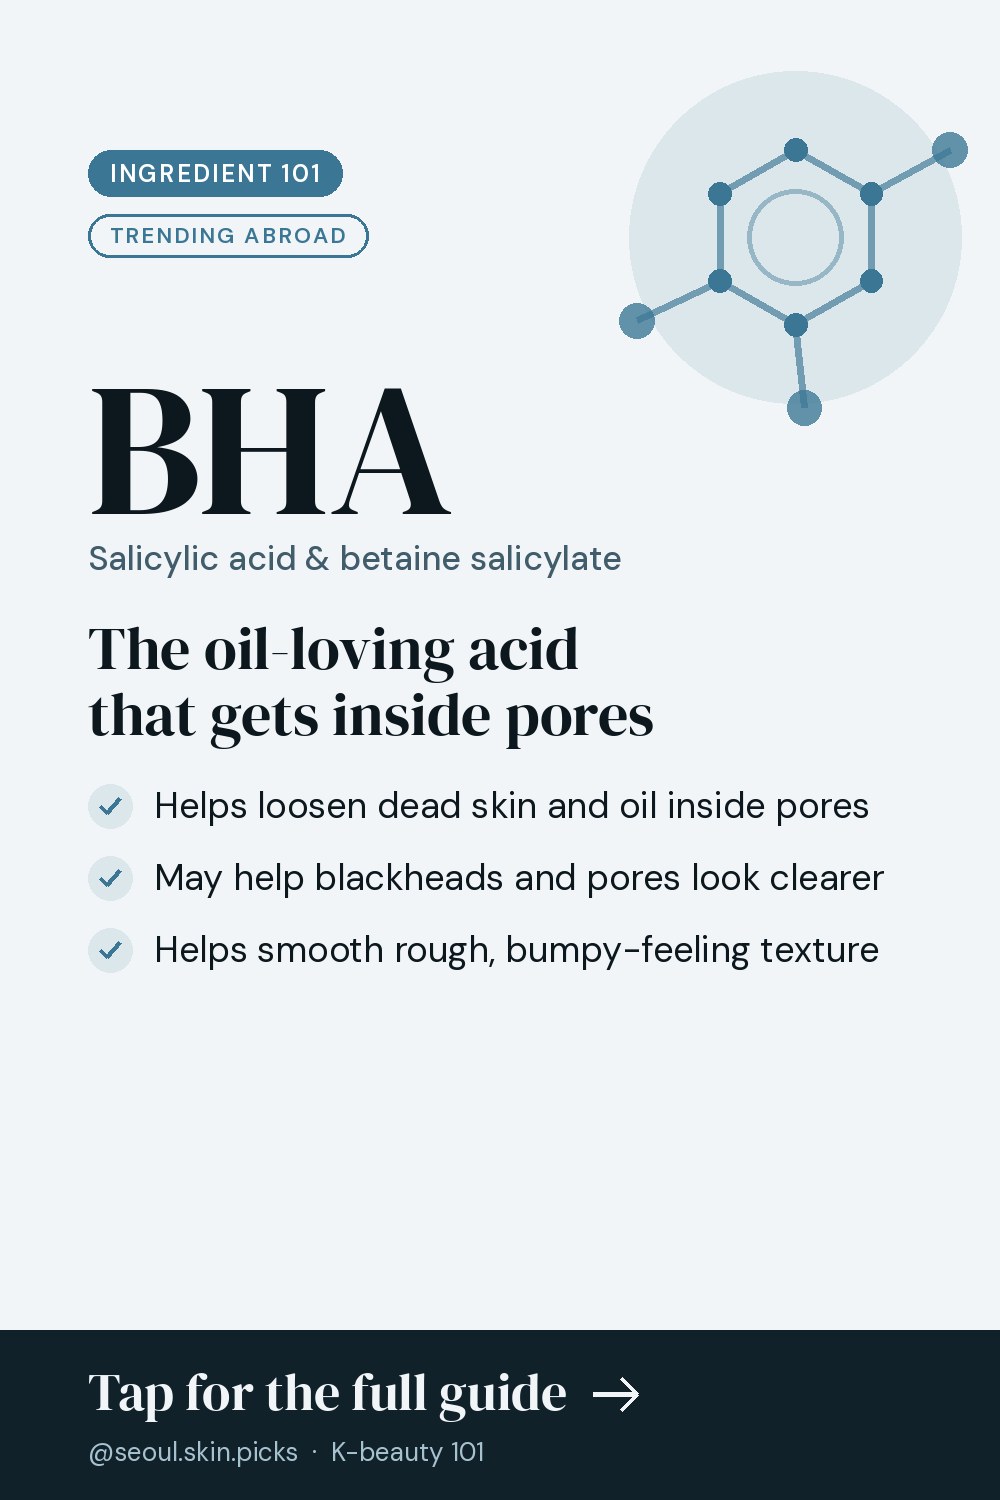 INGREDIENT 101
TRENDING ABROAD
BHA
Salicylic acid & betaine salicylate
The oil-loving acid
that gets inside pores
Helps loosen dead skin and oil inside pores
May help blackheads and pores look clearer
Helps smooth rough, bumpy-feeling texture
Tap for the full guide →
@seoul.skin.picks · K-beauty 101